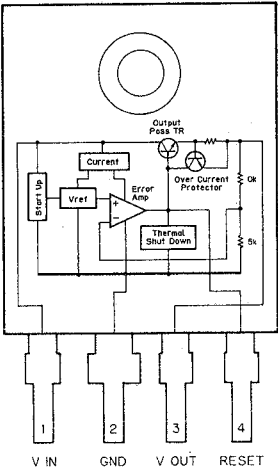 Output
Pass TR
Current
Over Current
Protector
Start Up
Vref
+
Error
Amp
−
0k
Thermal
Shut Down
5k
1
2
3
4
V IN
GND
V OUT
RESET